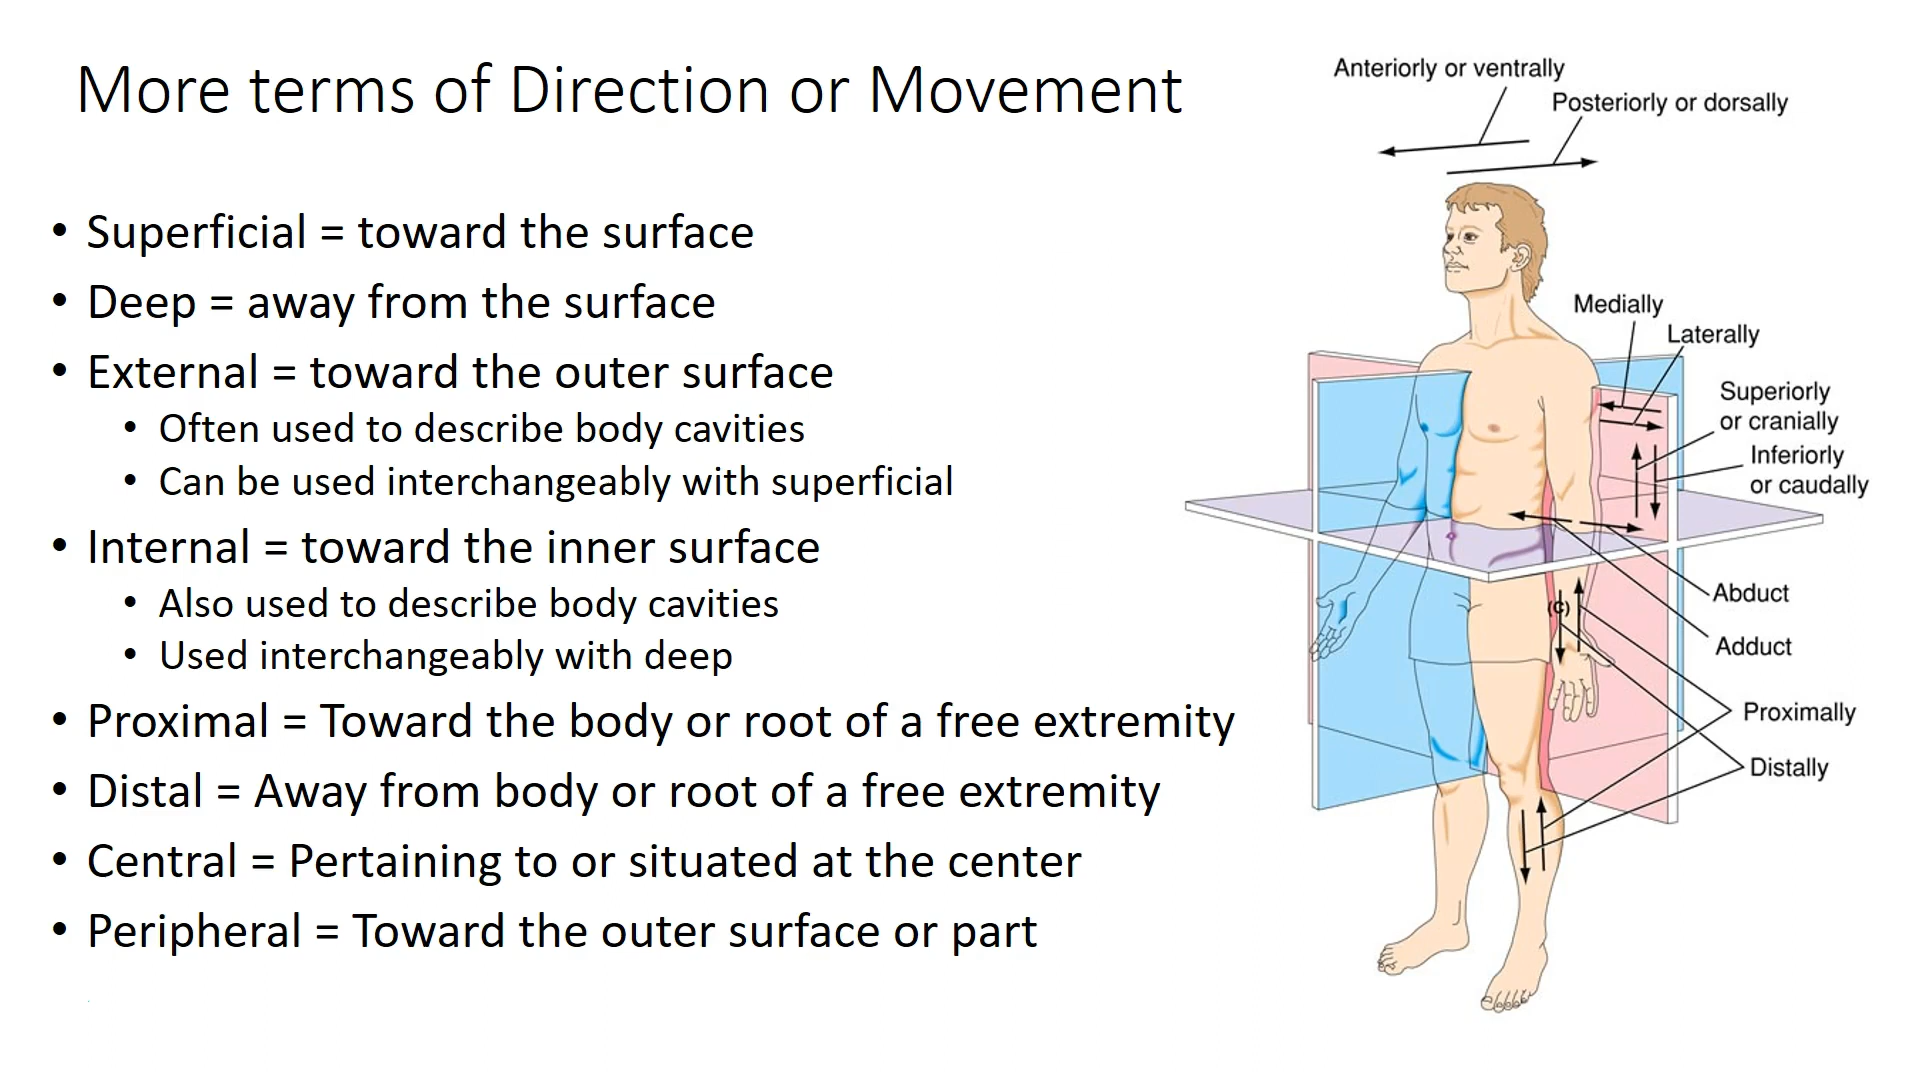 More terms of Direction or Movement
• Superficial = toward the surface
• Deep = away from the surface
• External = toward the outer surface
• Often used to describe body cavities
• Can be used interchangeably with superficial
• Internal = toward the inner surface
• Also used to describe body cavities
• Used interchangeably with deep
• Proximal = Toward the body or root of a free extremity
• Distal = Away from body or root of a free extremity
• Central = Pertaining to or situated at the center
• Peripheral = Toward the outer surface or part
Anteriorly or ventrally
Posteriorly or dorsally
Medially
Laterally
Superiorly
or cranially
Inferiorly
or caudally
Abduct
(C)
Adduct
Proximally
Distally